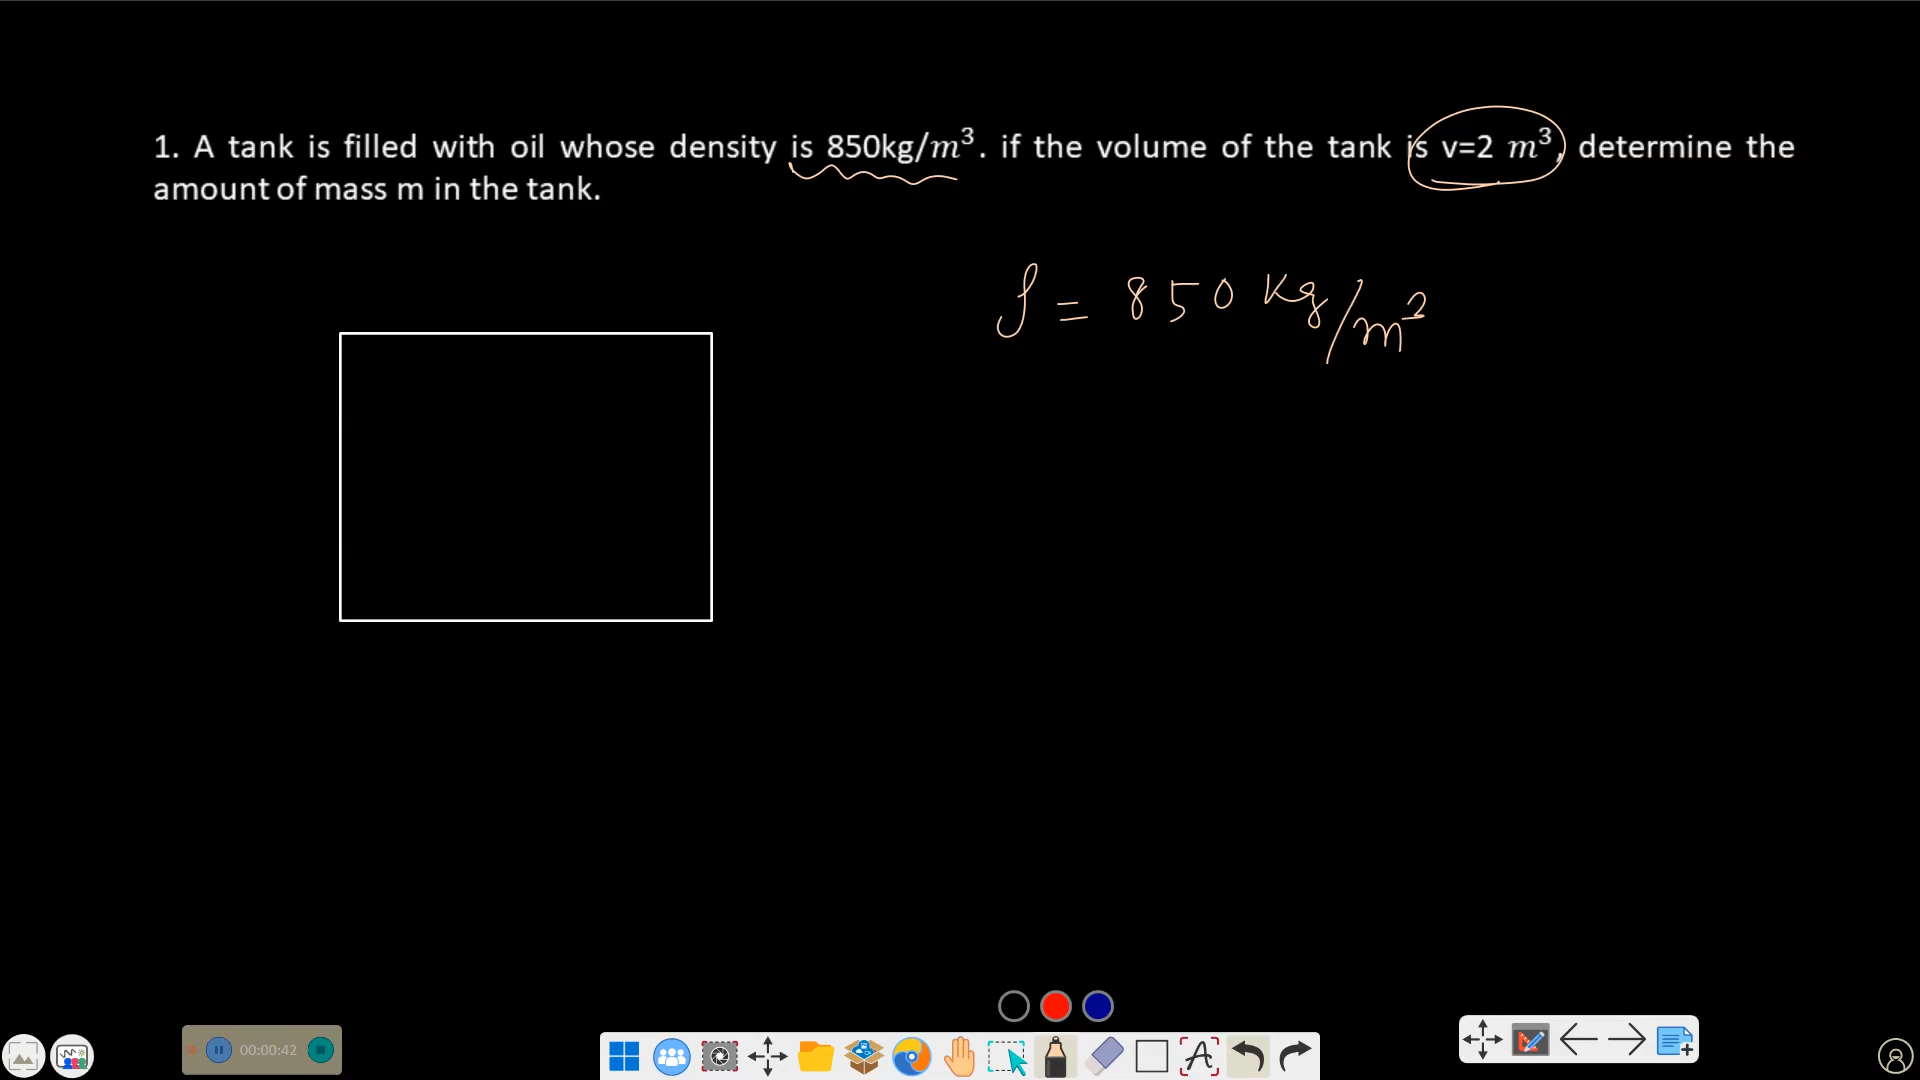 1. A tank is filled with oil whose density is 850kg/m³. if the volume of the tank is v=2 m³, determine the
amount of mass m in the tank.
ρ = 850 Kg/m²
00:00:42